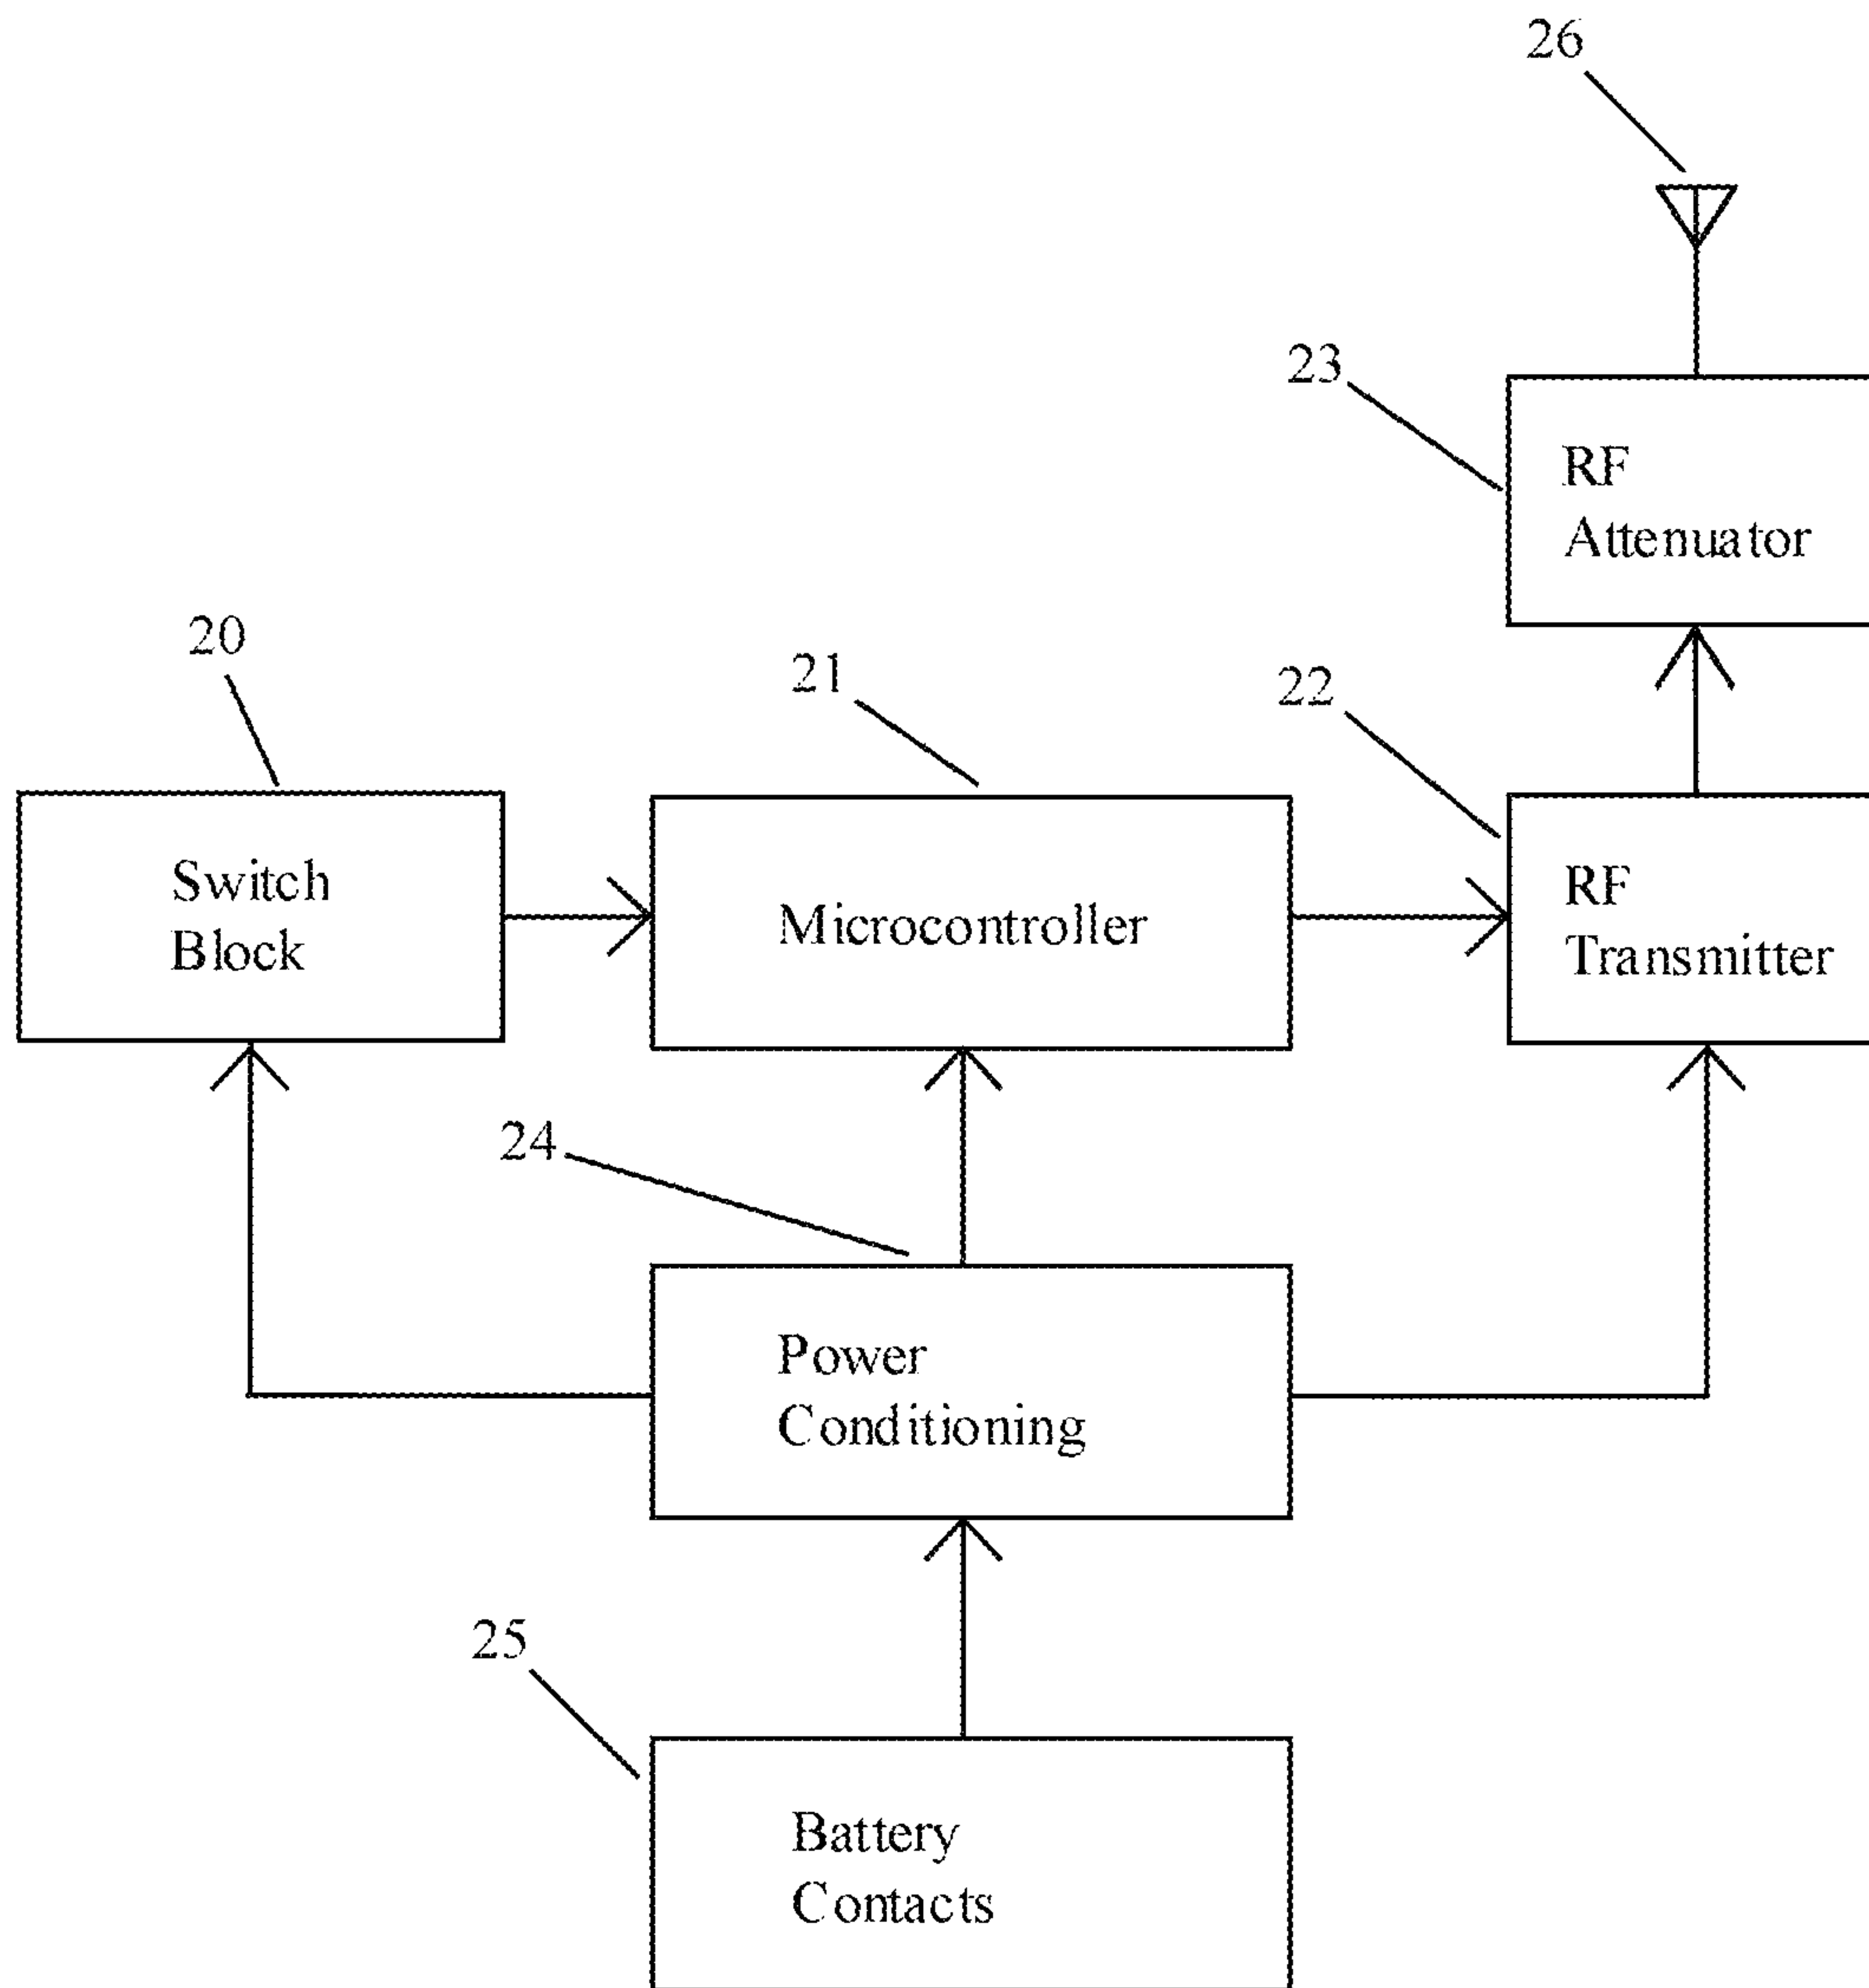 26
23
RF
Attenuator
20
21
22
Switch
Block
Microcontroller
RF
Transmitter
24
Power
Conditioning
25
Battery
Contacts